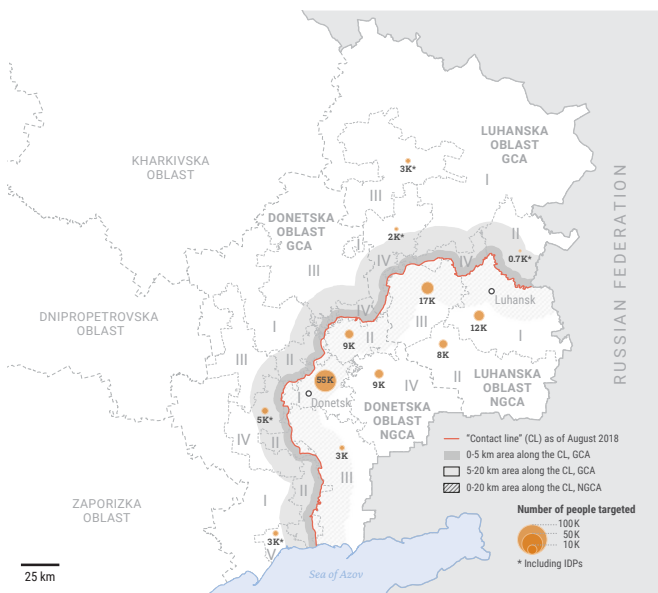 LUHANSKA
OBLAST
GCA
KHARKIVSKA
OBLAST
3K*
I
III
DONETSKA
OBLAST
GCA
2K*
I
I
II
III
IV
IV
0.7K*
RUSSIAN FEDERATION
Luhansk
17K
DNIPROPETROVSKA
OBLAST
IV
I
III
12K
9K
II
I
8K
III
II
55K
9K
IV
II
LUHANSKA
OBLAST
NGCA
I
Donetsk
5K*
DONETSKA
OBLAST
NGCA
IV
II
3K
III
"Contact line" (CL) as of August 2018
0-5 km area along the CL, GCA
5-20 km area along the CL, GCA
0-20 km area along the CL, NGCA
II
I
ZAPORIZKA
OBLAST
Number of people targeted
100K
50K
10K
* Including IDPs
3K*
V
25 km
Sea of Azov